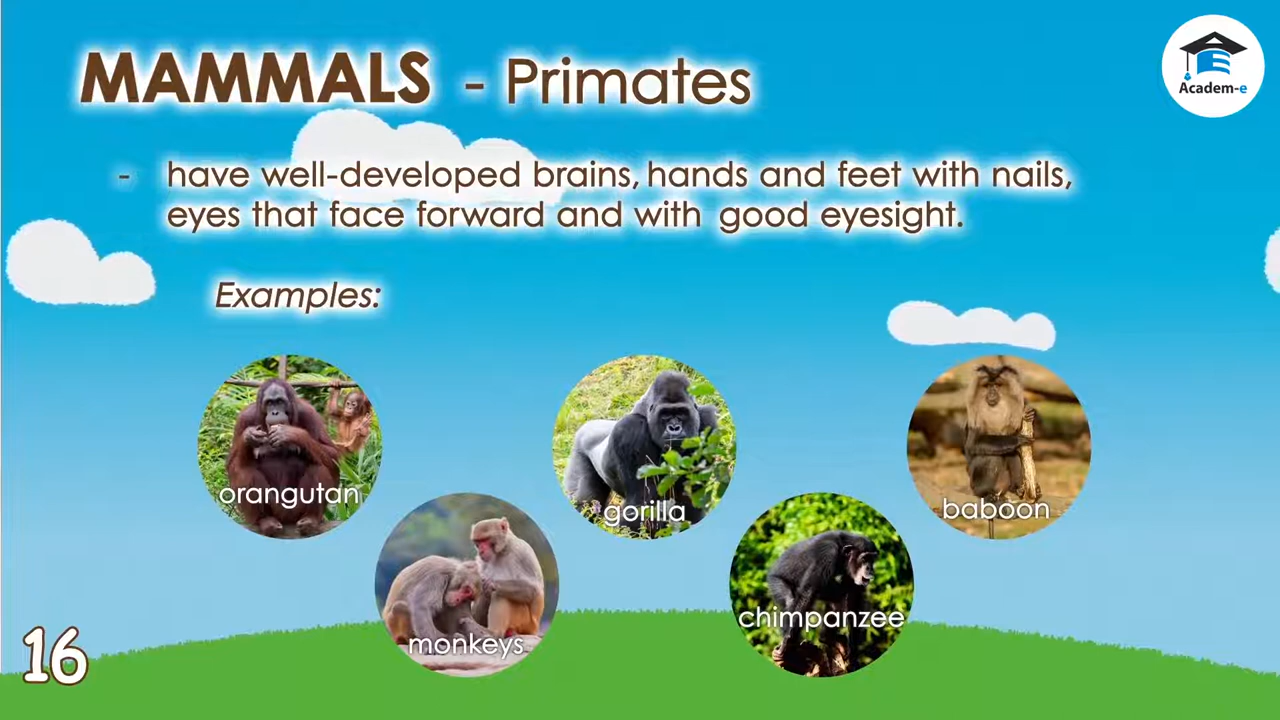 MAMMALS - Primates
Academ-e
- have well-developed brains, hands and feet with nails,
eyes that face forward and with good eyesight.
Examples:
orangutan
gorilla
baboon
monkeys
chimpanzee
16